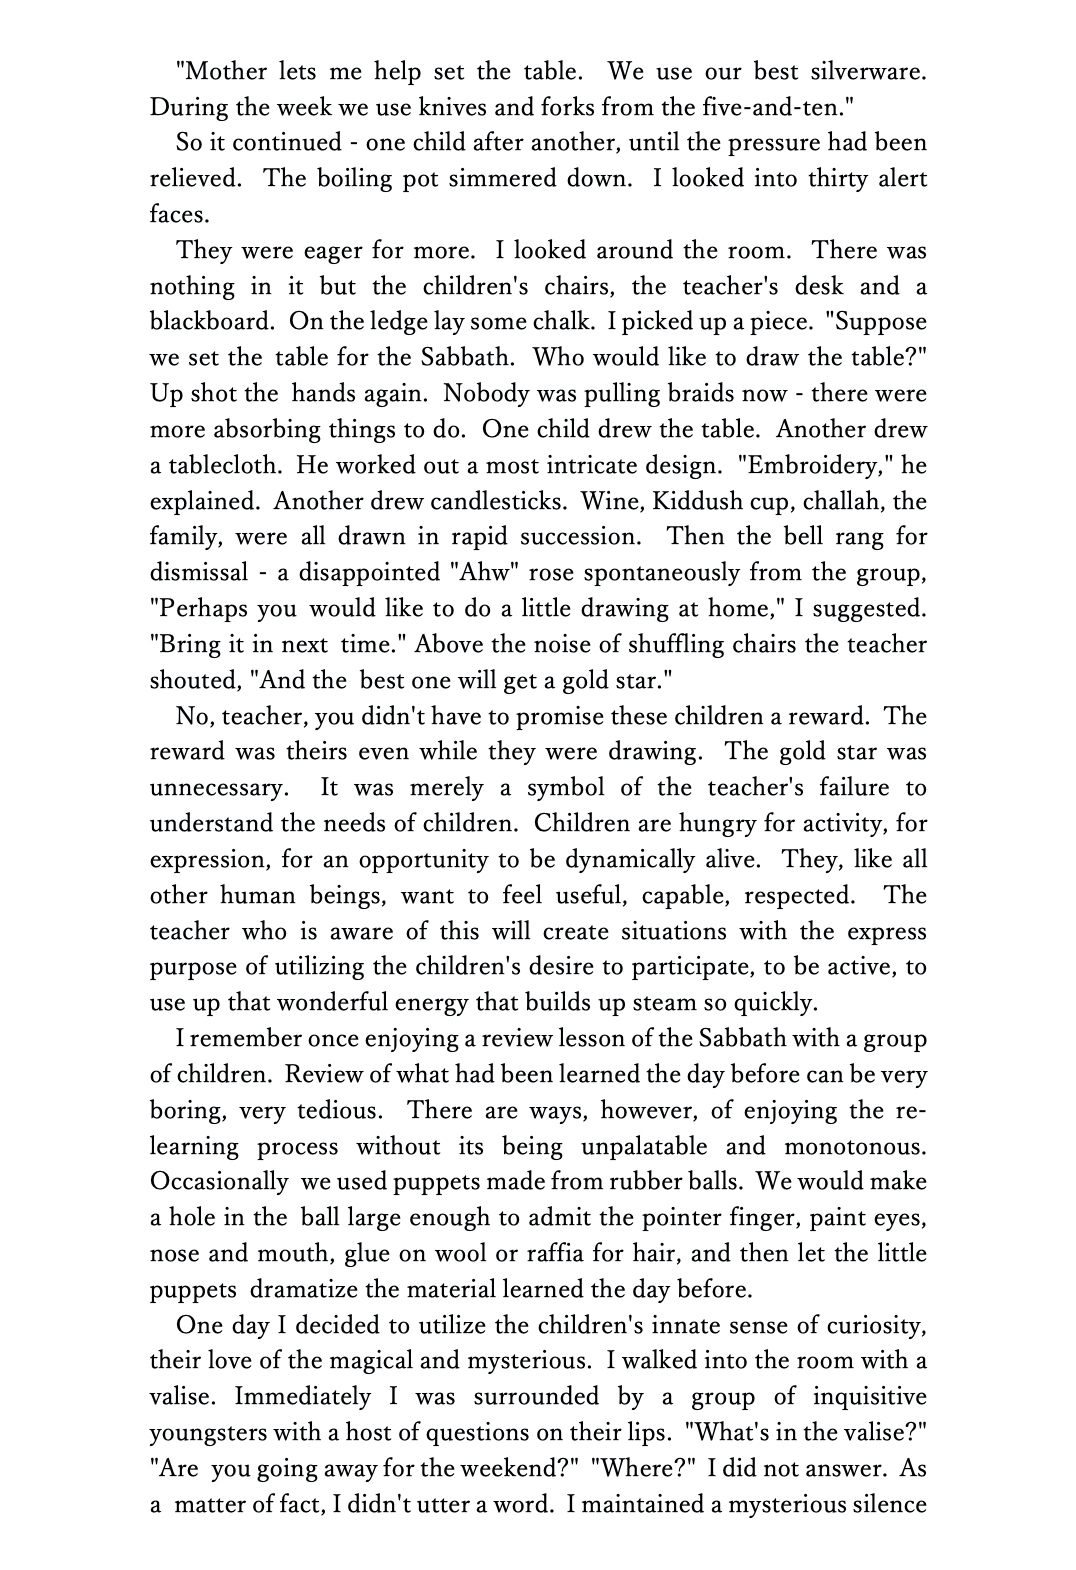 "Mother lets me help set the table.  We use our best silverware.
During the week we use knives and forks from the five-and-ten."
So it continued - one child after another, until the pressure had been
relieved.  The boiling pot simmered down.  I looked into thirty alert
faces.
They were eager for more.  I looked around the room.  There was
nothing in it but the children's chairs, the teacher's desk and a
blackboard.  On the ledge lay some chalk.  I picked up a piece.  "Suppose
we set the table for the Sabbath.  Who would like to draw the table?"
Up shot the hands again.  Nobody was pulling braids now - there were
more absorbing things to do.  One child drew the table.  Another drew
a tablecloth.  He worked out a most intricate design.  "Embroidery," he
explained.  Another drew candlesticks.  Wine, Kiddush cup, challah, the
family, were all drawn in rapid succession.  Then the bell rang for
dismissal - a disappointed "Ahw" rose spontaneously from the group,
"Perhaps you would like to do a little drawing at home," I suggested.
"Bring it in next time." Above the noise of shuffling chairs the teacher
shouted, "And the best one will get a gold star."
No, teacher, you didn't have to promise these children a reward.  The
reward was theirs even while they were drawing.  The gold star was
unnecessary.  It was merely a symbol of the teacher's failure to
understand the needs of children.  Children are hungry for activity, for
expression, for an opportunity to be dynamically alive.  They, like all
other human beings, want to feel useful, capable, respected.  The
teacher who is aware of this will create situations with the express
purpose of utilizing the children's desire to participate, to be active, to
use up that wonderful energy that builds up steam so quickly.
I remember once enjoying a review lesson of the Sabbath with a group
of children.  Review of what had been learned the day before can be very
boring, very tedious.  There are ways, however, of enjoying the re-
learning process without its being unpalatable and monotonous.
Occasionally we used puppets made from rubber balls.  We would make
a hole in the ball large enough to admit the pointer finger, paint eyes,
nose and mouth, glue on wool or raffia for hair, and then let the little
puppets dramatize the material learned the day before.
One day I decided to utilize the children's innate sense of curiosity,
their love of the magical and mysterious.  I walked into the room with a
valise.  Immediately I was surrounded by a group of inquisitive
youngsters with a host of questions on their lips.  "What's in the valise?"
"Are you going away for the weekend?"  "Where?"  I did not answer.  As
a matter of fact, I didn't utter a word.  I maintained a mysterious silence